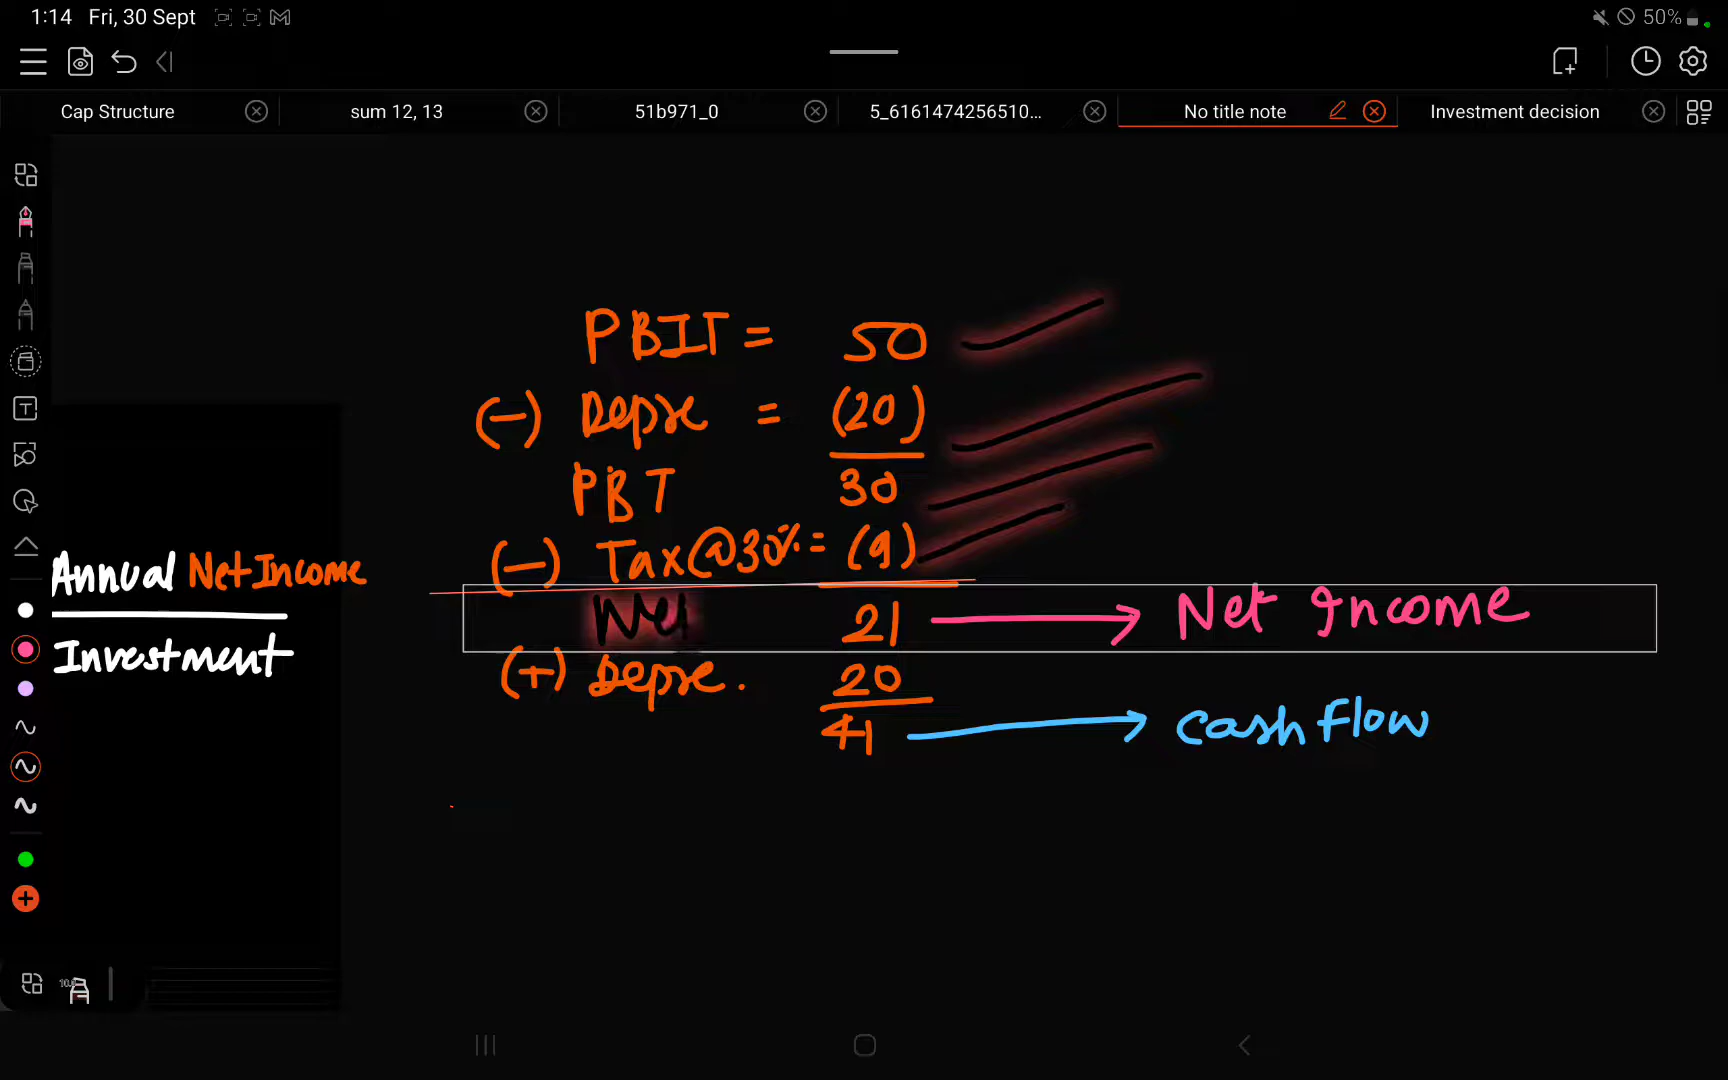 1:14 Fri, 30 Sept 50%
Cap Structure sum 12, 13 51b971_0 5_6161474256510... No title note Investment decision
PBIT = 50
(-) Depre = (20)
PBT 30
(-) Tax@30% = (9)
Annual Net Income
Investment
Net 21 → Net Income
(+) Depre. 20
41 → cash flow